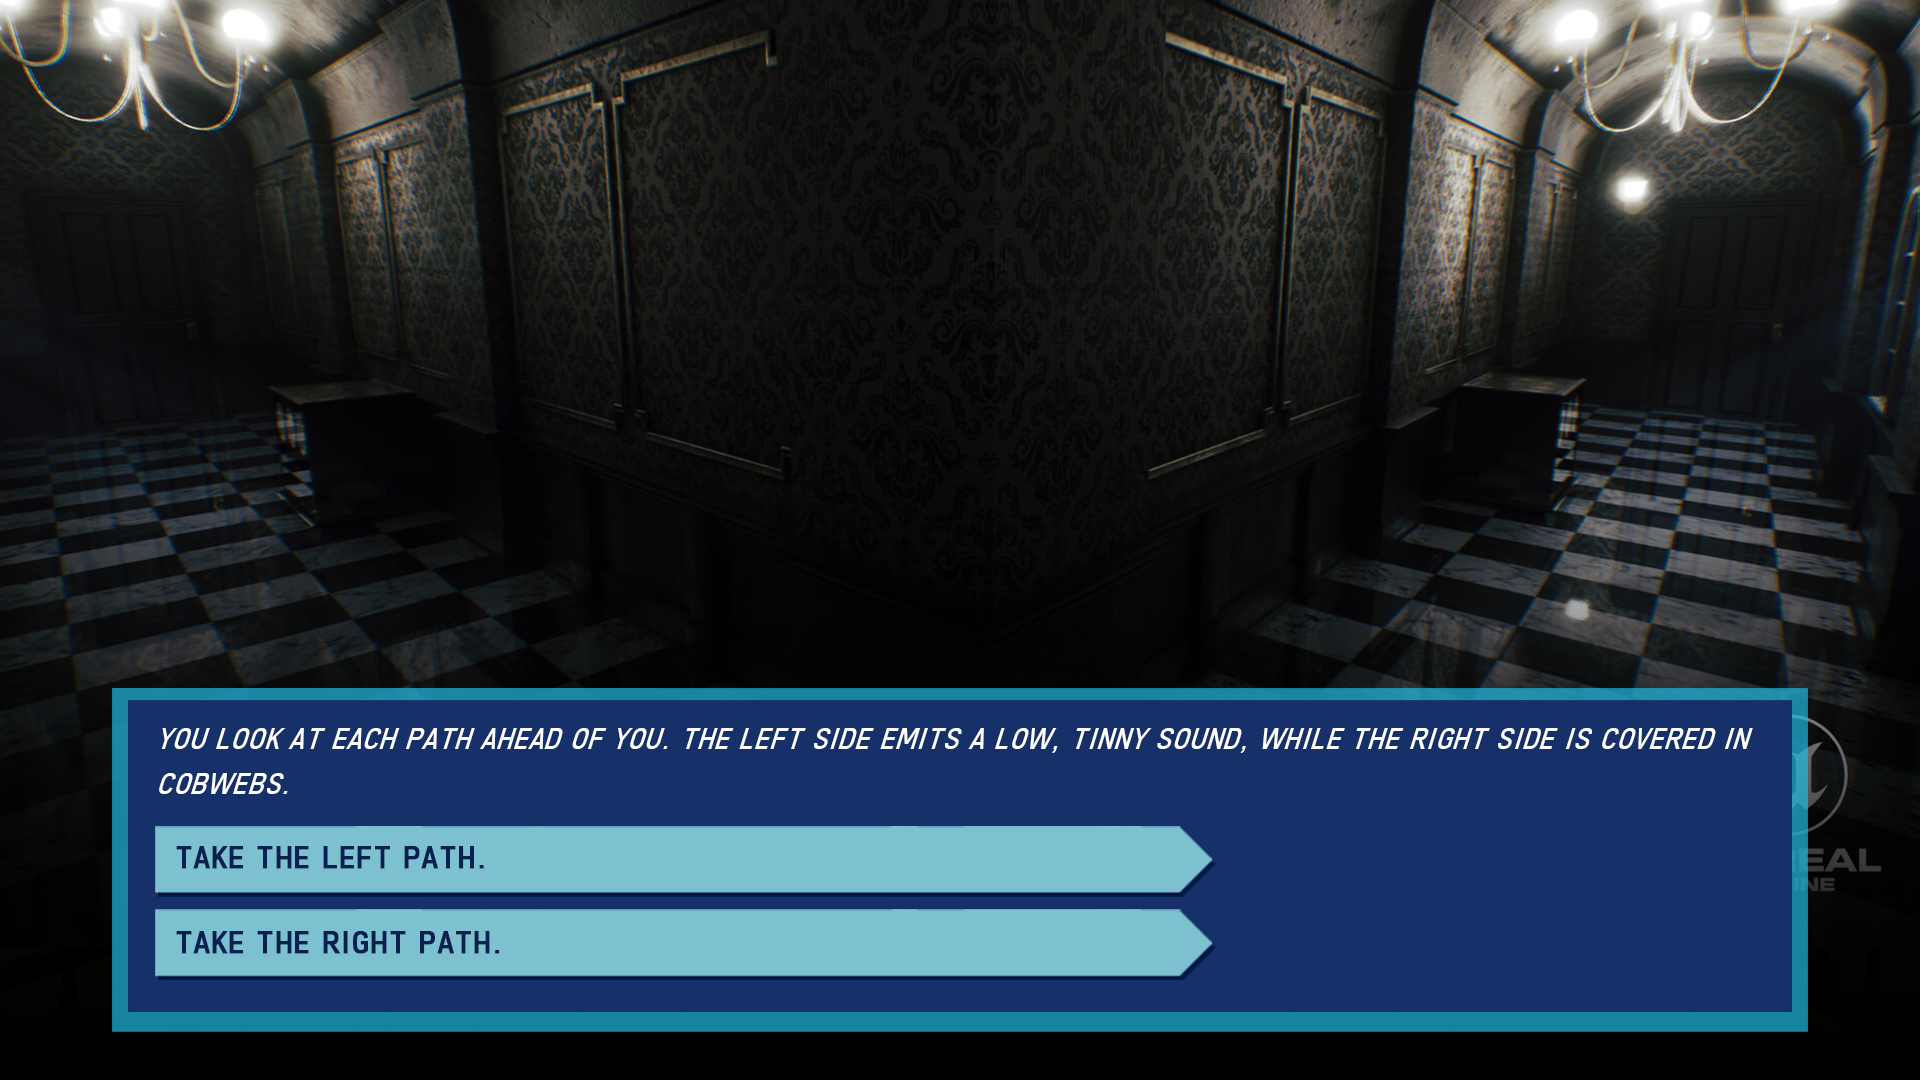 YOU LOOK AT EACH PATH AHEAD OF YOU. THE LEFT SIDE EMITS A LOW, TINNY SOUND, WHILE THE RIGHT SIDE IS COVERED IN
COBWEBS.
TAKE THE LEFT PATH.
TAKE THE RIGHT PATH.